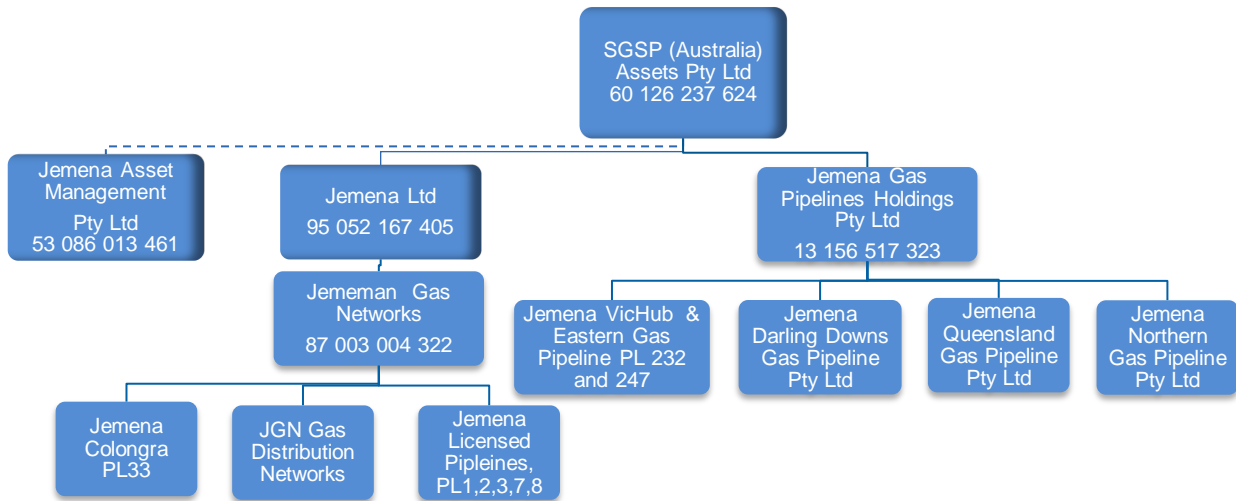 SGSP (Australia)
Assets Pty Ltd
60 126 237 624
Jemena Asset
Management
Pty Ltd
53 086 013 461
Jemena Ltd
95 052 167 405
Jemena Gas
Pipelines Holdings
Pty Ltd
13 156 517 323
Jememan Gas
Networks
87 003 004 322
Jemena VicHub &
Eastern Gas
Pipeline PL 232
and 247
Jemena
Darling Downs
Gas Pipeline
Pty Ltd
Jemena
Queensland
Gas Pipeline
Pty Ltd
Jemena
Northern
Gas Pipeline
Pty Ltd
Jemena
Colongra
PL33
JGN Gas
Distribution
Networks
Jemena
Licensed
Pipleines,
PL1,2,3,7,8